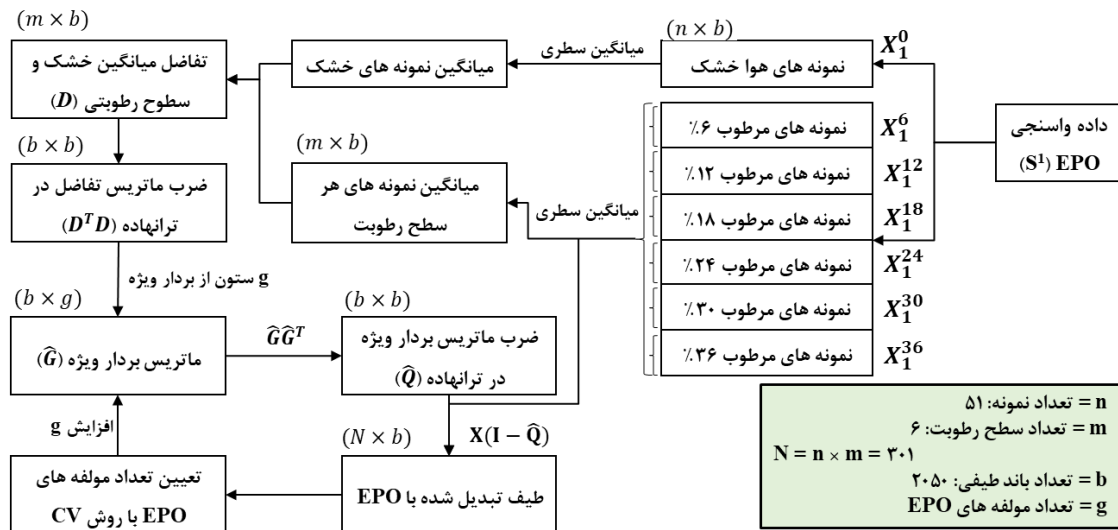 داده واسنجی
EPO (S¹)
X₁⁰
(n × b)
نمونه های هوا خشک
میانگین سطری
میانگین نمونه های خشک
(m × b)
تفاضل میانگین خشک و
سطوح رطوبتی (D)
نمونه های مرطوب ۶٪
X₁⁶
نمونه های مرطوب ۱۲٪
X₁¹²
نمونه های مرطوب ۱۸٪
X₁¹⁸
نمونه های مرطوب ۲۴٪
X₁²⁴
نمونه های مرطوب ۳۰٪
X₁³⁰
نمونه های مرطوب ۳۶٪
X₁³⁶
میانگین سطری
(m × b)
میانگین نمونه های هر
سطح رطوبت
(b × b)
ضرب ماتریس تفاضل در
ترانهاده (DᵀD)
g ستون از بردار ویژه
(b × g)
ماتریس بردار ویژه (Ĝ)
ĜĜᵀ
(b × b)
ضرب ماتریس بردار ویژه
در ترانهاده (Q̂)
X(I − Q̂)
(N × b)
طیف تبدیل شده با EPO
تعیین تعداد مولفه های
EPO با روش CV
افزایش g
n = تعداد نمونه: ۵۱
m = تعداد سطح رطوبت: ۶
N = n × m = ۳۰۱
b = تعداد باند طیفی: ۲۰۵۰
g = تعداد مولفه های EPO